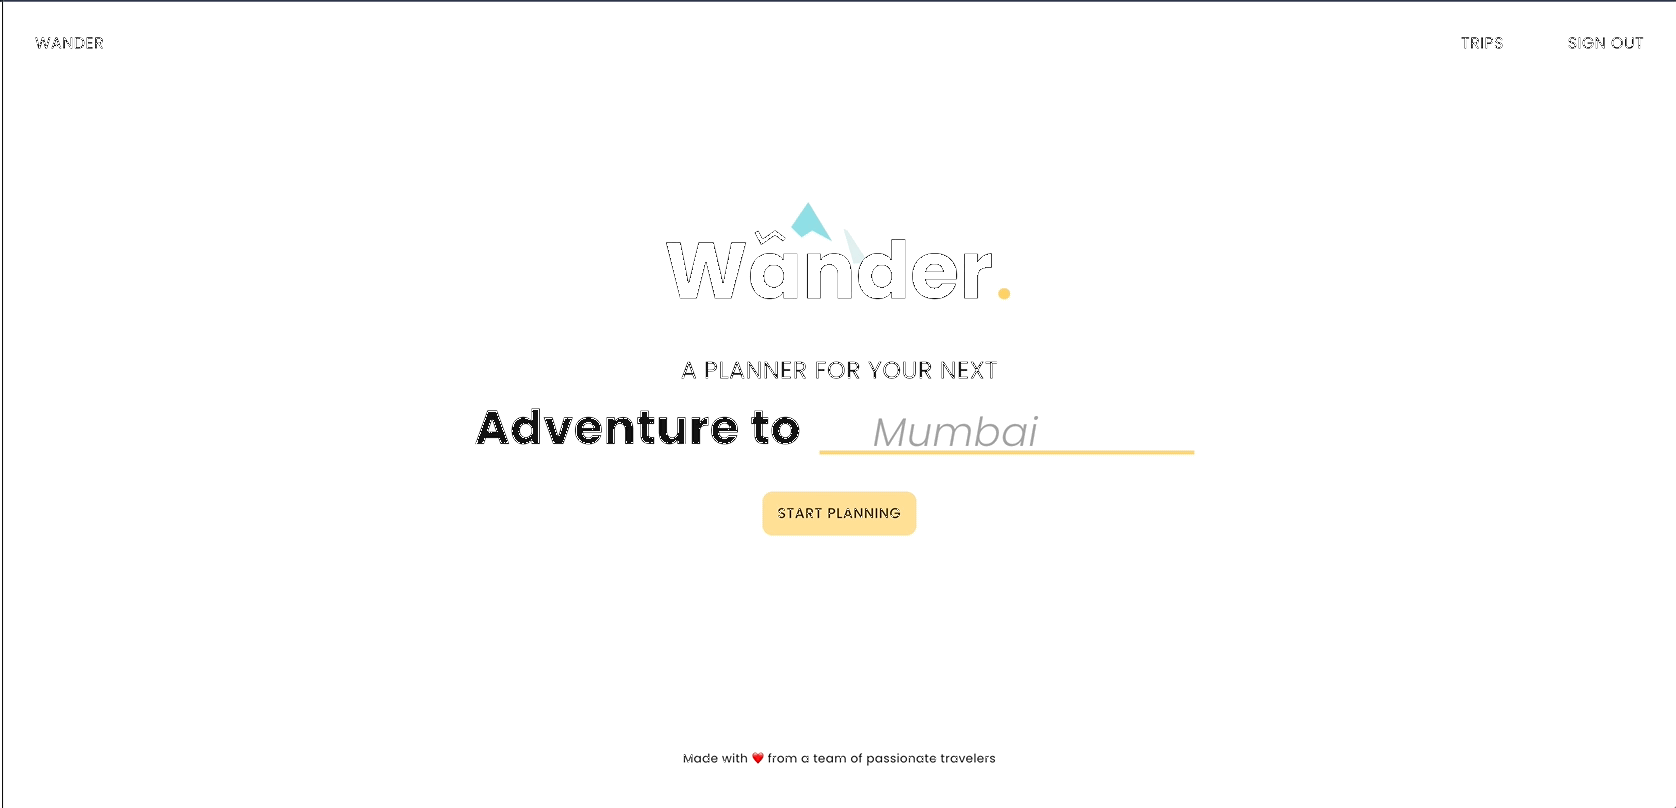 WANDER
TRIPS
SIGN OUT
Wander.
A PLANNER FOR YOUR NEXT
Adventure to Mumbai
START PLANNING
Made with ❤️ from a team of passionate travelers